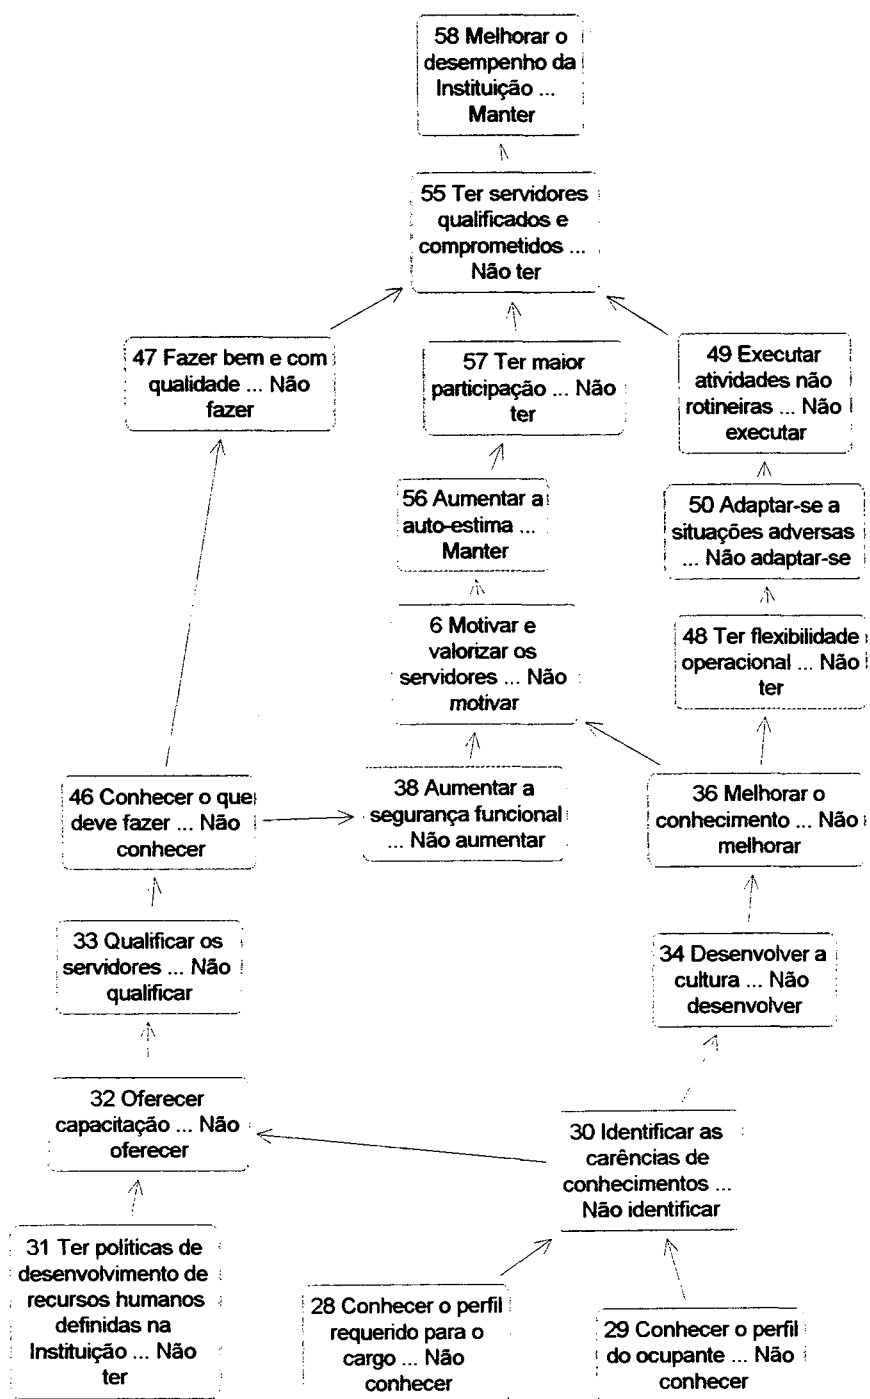 58 Melhorar o
desempenho da
Instituição ...
Manter
55 Ter servidores
qualificados e
comprometidos ...
Não ter
47 Fazer bem e com
qualidade ... Não
fazer
57 Ter maior
participação ... Não
ter
49 Executar
atividades não
rotineiras ... Não
executar
56 Aumentar a
auto-estima ...
Manter
50 Adaptar-se a
situações adversas
... Não adaptar-se
6 Motivar e
valorizar os
servidores ... Não
motivar
48 Ter flexibilidade
operacional ... Não
ter
46 Conhecer o que
deve fazer ... Não
conhecer
38 Aumentar a
segurança funcional
... Não aumentar
36 Melhorar o
conhecimento ... Não
melhorar
33 Qualificar os
servidores ... Não
qualificar
34 Desenvolver a
cultura ... Não
desenvolver
32 Oferecer
capacitação ... Não
oferecer
30 Identificar as
carências de
conhecimentos ...
Não identificar
31 Ter políticas de
desenvolvimento de
recursos humanos
definidas na
Instituição ... Não
ter
28 Conhecer o perfil
requerido para o
cargo ... Não
conhecer
29 Conhecer o perfil
do ocupante ... Não
conhecer